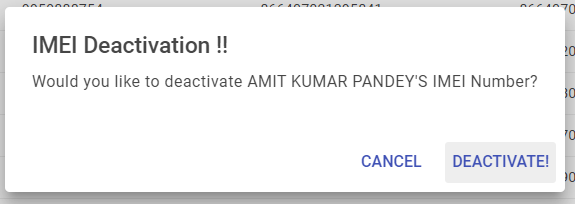 IMEI Deactivation !!
Would you like to deactivate AMIT KUMAR PANDEY'S IMEI Number?
CANCEL
DEACTIVATE!